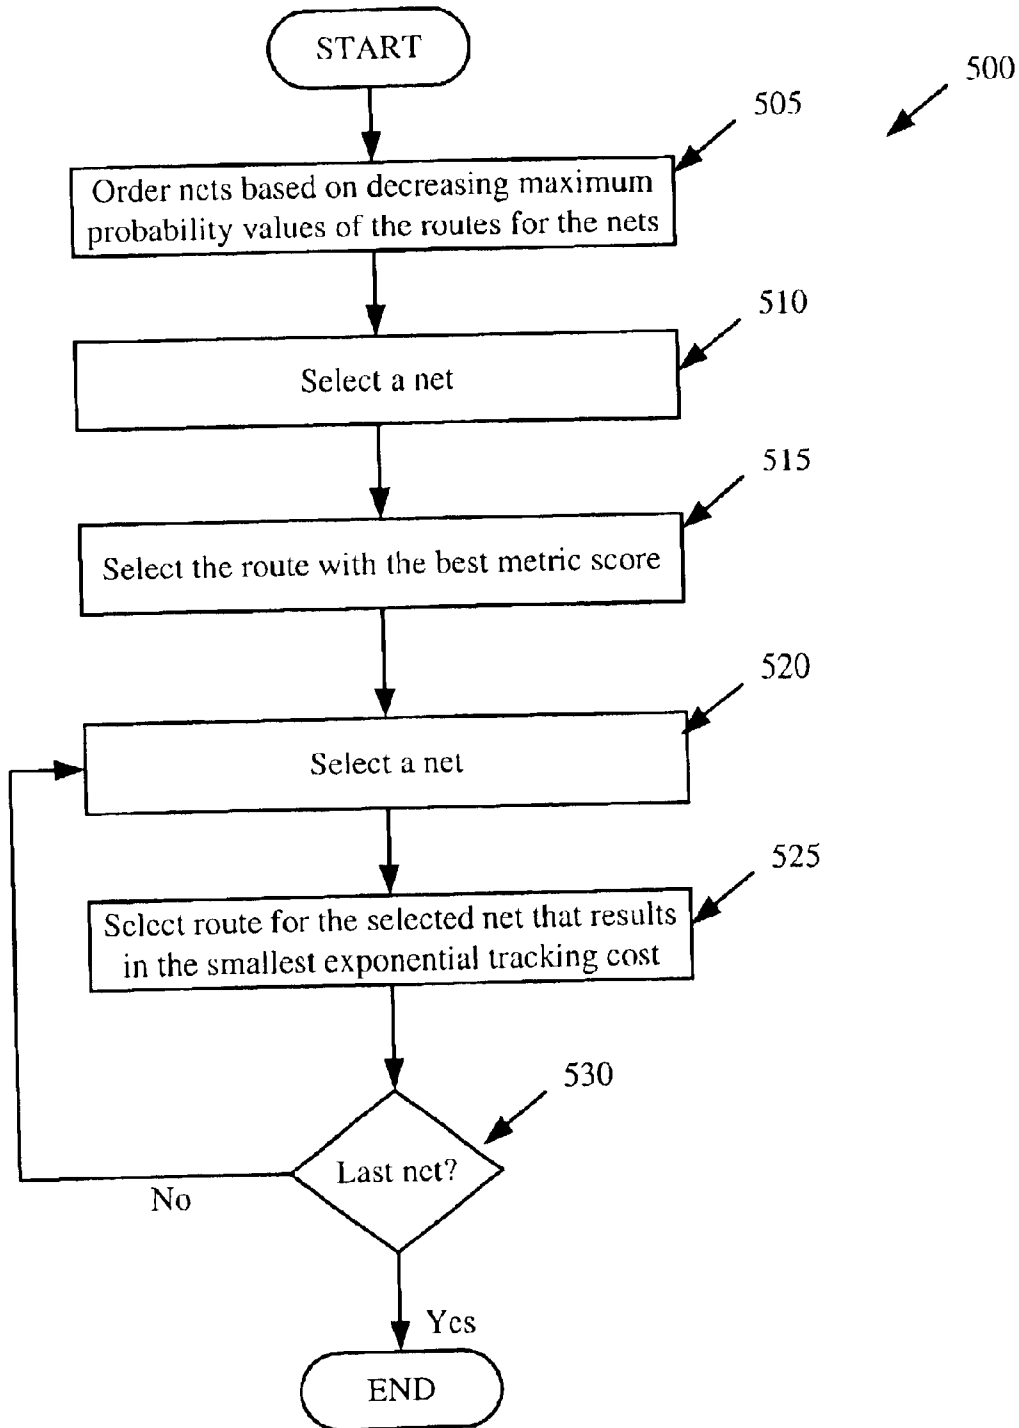 START
500
505
Order nets based on decreasing maximum
probability values of the routes for the nets
510
Select a net
515
Select the route with the best metric score
520
Select a net
525
Select route for the selected net that results
in the smallest exponential tracking cost
530
Last net?
No
Yes
END